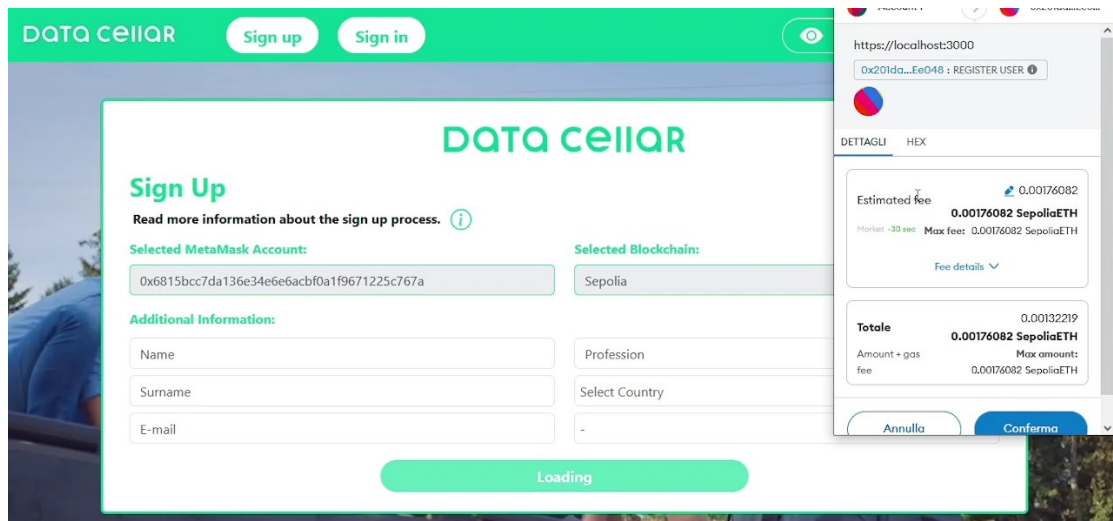 DATA CELLAR
Sign up
Sign in
DATA CELLAR
Sign Up
Read more information about the sign up process. i
Selected MetaMask Account:
Selected Blockchain:
0x6815bcc7da136e34e6e6acbf0a1f9671225c767a
Sepolia
Additional Information:
Name
Profession
Surname
Select Country
E-mail
-
Loading
https://localhost:3000
0x201da...Ee048 : REGISTER USER
DETTAGLI HEX
Estimated fee
0.00176082
0.00176082 SepoliaETH
Market ~30 sec
Max fee: 0.00176082 SepoliaETH
Fee details
Totale
0.00132219
0.00176082 SepoliaETH
Amount + gas fee
Max amount:
0.00176082 SepoliaETH
Annulla
Conferma